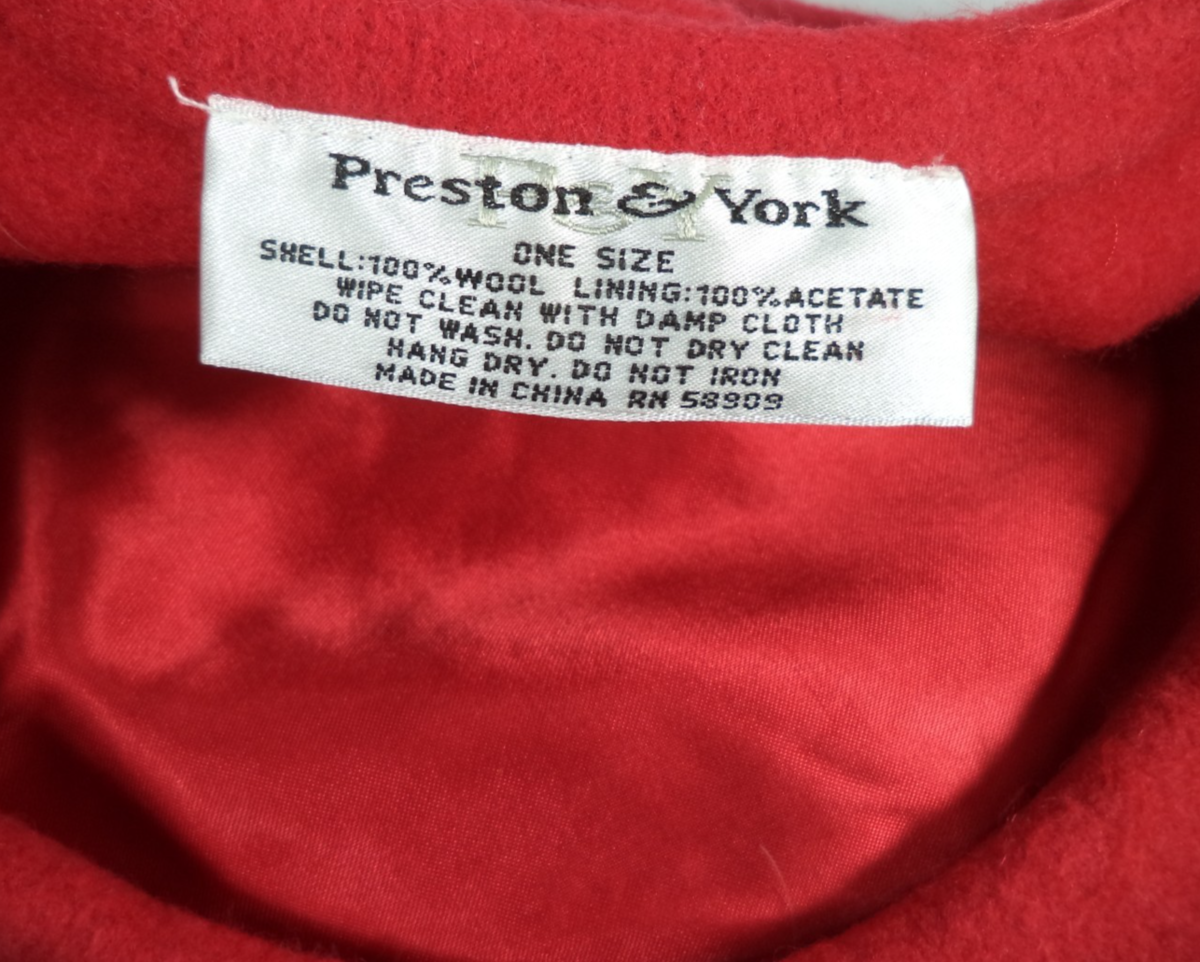 Preston & York
P&Y
ONE SIZE
SHELL:100%WOOL LINING:100%ACETATE
WIPE CLEAN WITH DAMP CLOTH
DO NOT WASH. DO NOT DRY CLEAN
HANG DRY. DO NOT IRON
MADE IN CHINA RN 58909